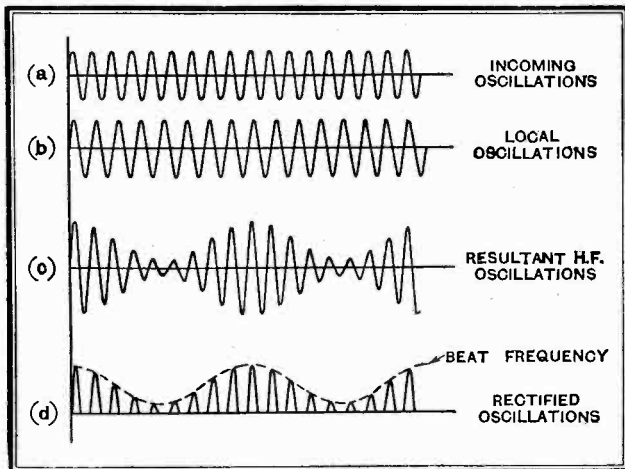 (a)
INCOMING
OSCILLATIONS
(b)
LOCAL
OSCILLATIONS
(c)
RESULTANT H.F.
OSCILLATIONS
BEAT FREQUENCY
(d)
RECTIFIED
OSCILLATIONS